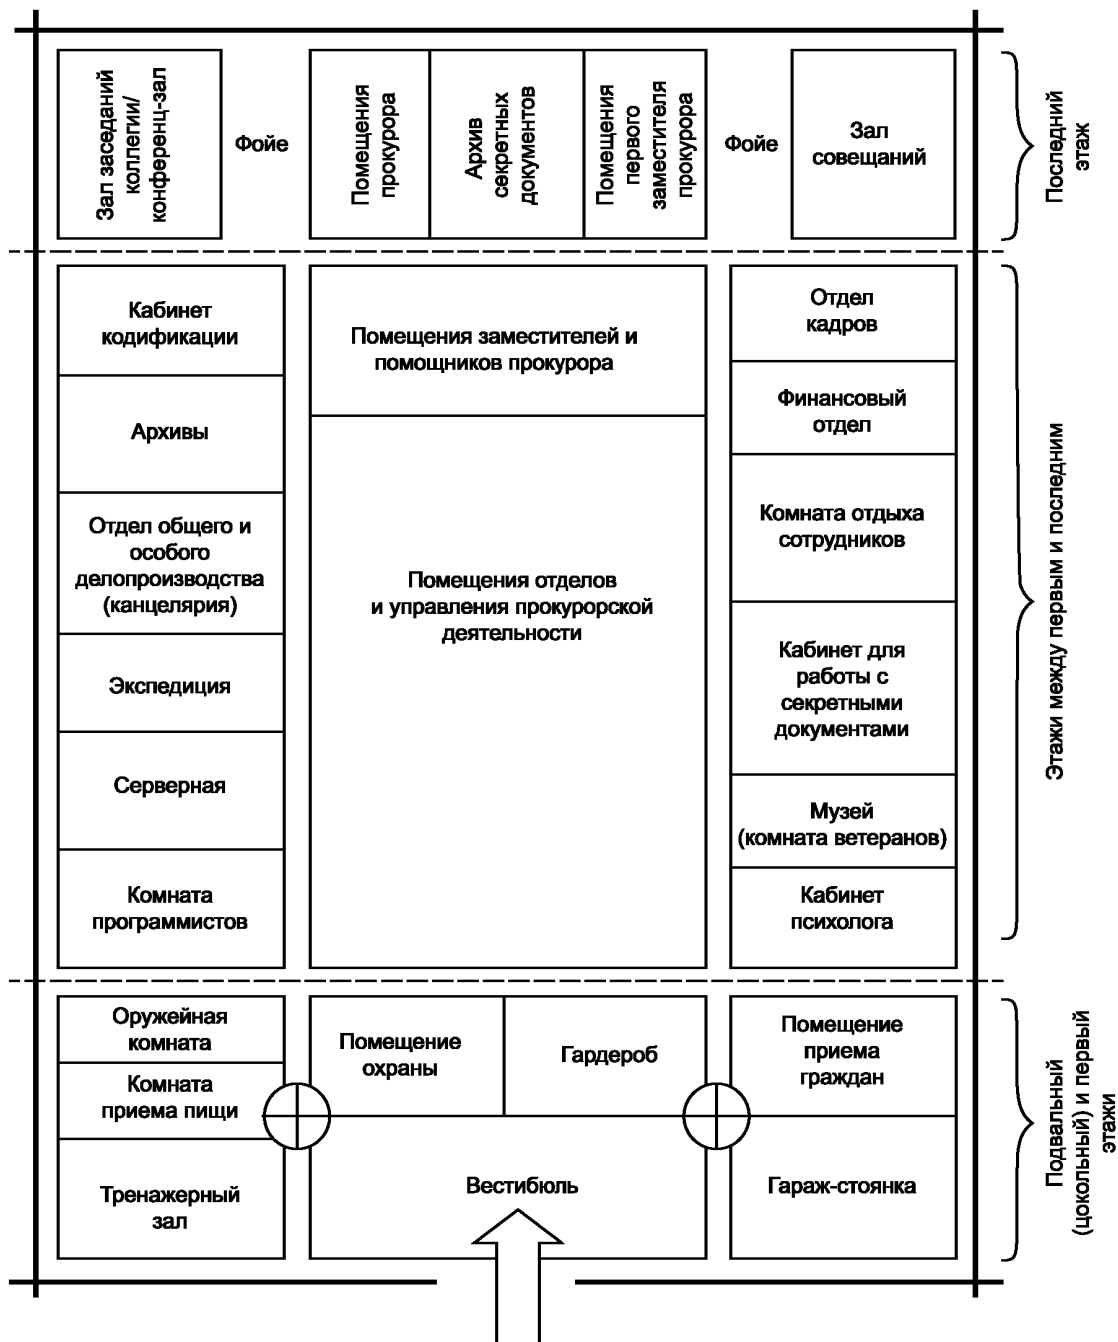 Зал заседаний
коллегии/
конференц-зал
Фойе
Помещения
прокурора
Архив
секретных
документов
Помещения
первого
заместителя
прокурора
Фойе
Зал
совещаний
Последний
этаж
Кабинет
кодификации
Архивы
Отдел общего и
особого
делопроизводства
(канцелярия)
Экспедиция
Серверная
Комната
программистов
Помещения заместителей и
помощников прокурора
Помещения отделов
и управления прокурорской
деятельности
Отдел
кадров
Финансовый
отдел
Комната отдыха
сотрудников
Кабинет для
работы с
секретными
документами
Музей
(комната ветеранов)
Кабинет
психолога
Этажи между первым и последним
Оружейная
комната
Комната
приема пищи
Тренажерный
зал
Помещение
охраны
Гардероб
Вестибюль
Помещение
приема
граждан
Гараж-стоянка
Подвальный
(цокольный) и первый
этажи